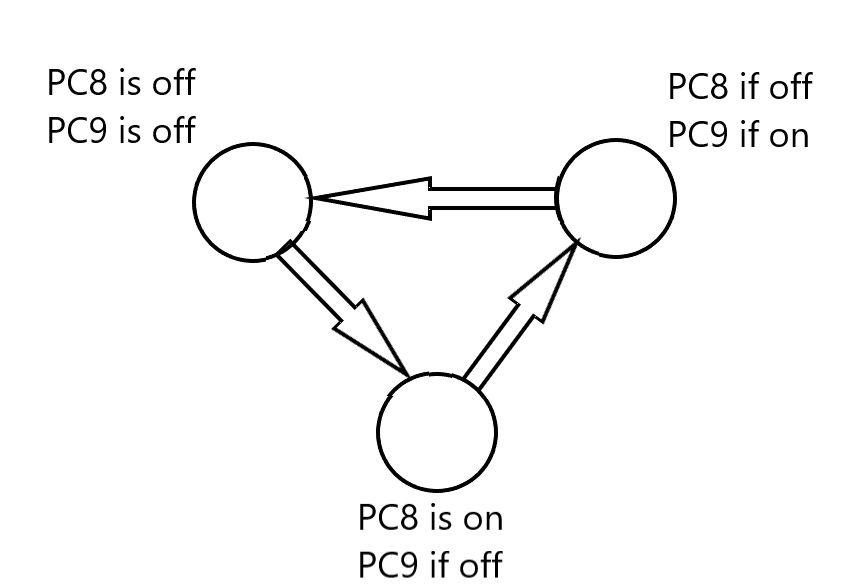 PC8 is off
PC9 is off
PC8 if off
PC9 if on
PC8 is on
PC9 if off